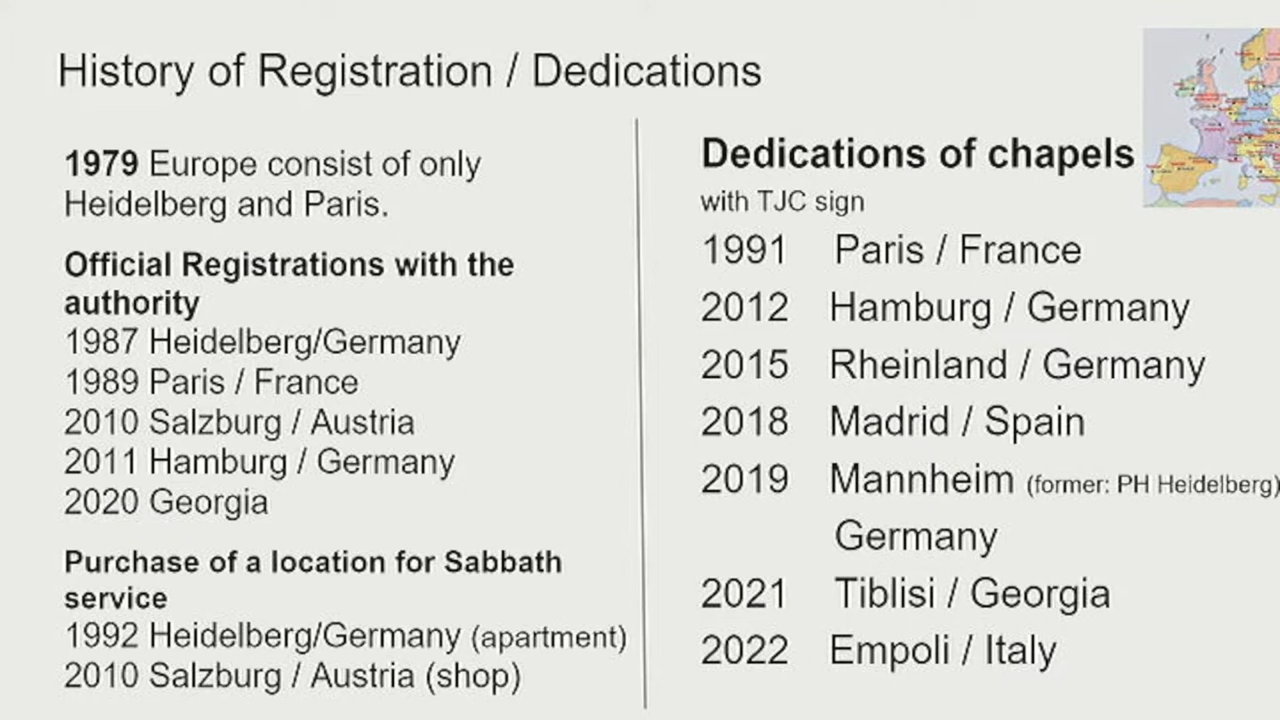 History of Registration / Dedications
1979 Europe consist of only
Heidelberg and Paris.
Official Registrations with the
authority
1987 Heidelberg/Germany
1989 Paris / France
2010 Salzburg / Austria
2011 Hamburg / Germany
2020 Georgia
Purchase of a location for Sabbath
service
1992 Heidelberg/Germany (apartment)
2010 Salzburg / Austria (shop)
Dedications of chapels
with TJC sign
1991 Paris / France
2012 Hamburg / Germany
2015 Rheinland / Germany
2018 Madrid / Spain
2019 Mannheim (former: PH Heidelberg)
Germany
2021 Tiblisi / Georgia
2022 Empoli / Italy